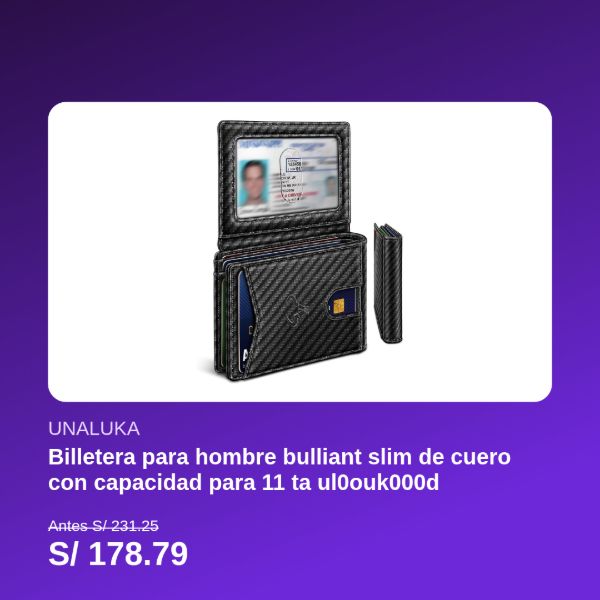 UNALUKA
Billetera para hombre bulliant slim de cuero
con capacidad para 11 ta ul0ouk000d
Antes S/ 231.25
S/ 178.79